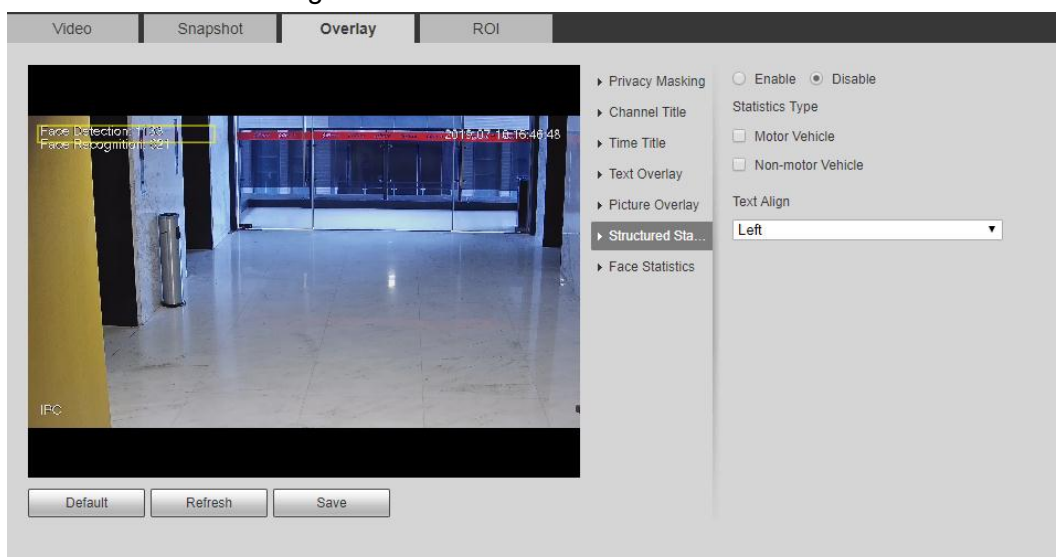 Video Snapshot Overlay ROI
Face Detection: 1133
Face Recognition: 321
2019-07-16 16:46:48
IPC
Privacy Masking
Channel Title
Time Title
Text Overlay
Picture Overlay
Structured Sta...
Face Statistics
Enable Disable
Statistics Type
Motor Vehicle
Non-motor Vehicle
Text Align
Left
Default Refresh Save